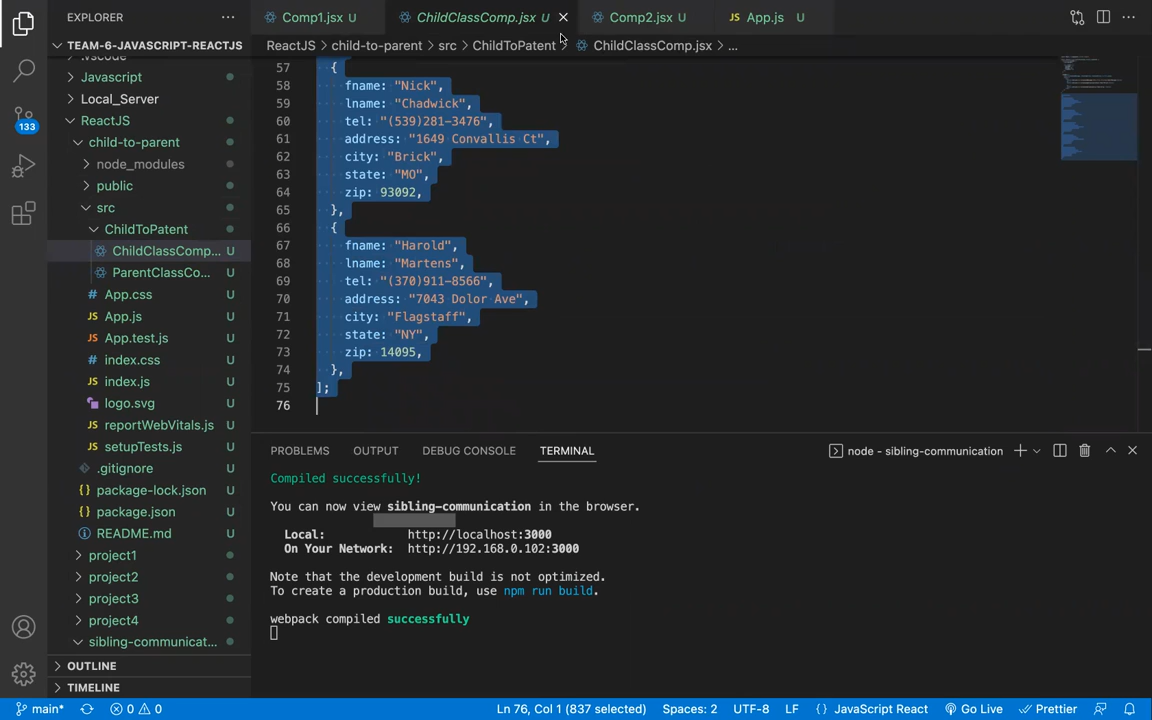 EXPLORER
Comp1.jsx U
ChildClassComp.jsx U
Comp2.jsx U
JS App.js U
TEAM-6-JAVASCRIPT-REACTJS
ReactJS > child-to-parent > src > ChildToPatent > ChildClassComp.jsx > ...
.vscode
Javascript
Local_Server
133
ReactJS
child-to-parent
node_modules
public
src
ChildToPatent
ChildClassComp... U
ParentClassCo... U
# App.css U
JS App.js U
JS App.test.js U
# index.css U
JS index.js U
logo.svg U
JS reportWebVitals.js U
JS setupTests.js U
.gitignore U
{} package-lock.json U
{} package.json U
README.md U
project1
project2
project3
project4
sibling-communicat...
OUTLINE
TIMELINE
57 {
58 fname: "Nick",
59 lname: "Chadwick",
60 tel: "(539)281-3476",
61 address: "1649 Convallis Ct",
62 city: "Brick",
63 state: "MO",
64 zip: 93092,
65 },
66 {
67 fname: "Harold",
68 lname: "Martens",
69 tel: "(370)911-8566",
70 address: "7043 Dolor Ave",
71 city: "Flagstaff",
72 state: "NY",
73 zip: 14095,
74 },
75 ];
76
PROBLEMS OUTPUT DEBUG CONSOLE TERMINAL
node - sibling-communication
Compiled successfully!
You can now view sibling-communication in the browser.
Local: http://localhost:3000
On Your Network: http://192.168.0.102:3000
Note that the development build is not optimized.
To create a production build, use npm run build.
webpack compiled successfully
main* 0 0 Ln 76, Col 1 (837 selected) Spaces: 2 UTF-8 LF {} JavaScript React Go Live Prettier